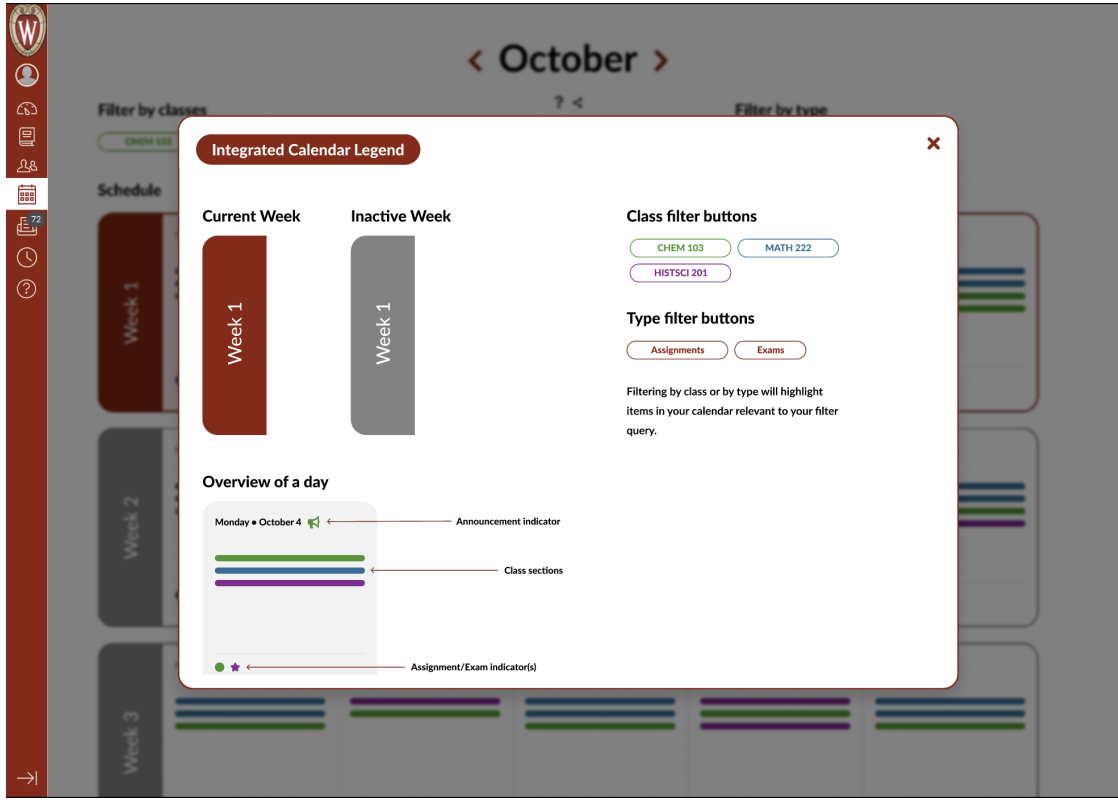 W
< October >
? <
Filter by classes
Filter by type
CHEM 103
Schedule
72
Integrated Calendar Legend
Current Week
Inactive Week
Class filter buttons
Week 1
Week 1
CHEM 103
MATH 222
HISTSCI 201
Type filter buttons
Assignments
Exams
Filtering by class or by type will highlight
items in your calendar relevant to your filter
query.
Overview of a day
Monday • October 4
Announcement indicator
Class sections
Assignment/Exam indicator(s)
Week 1
Week 2
Week 3